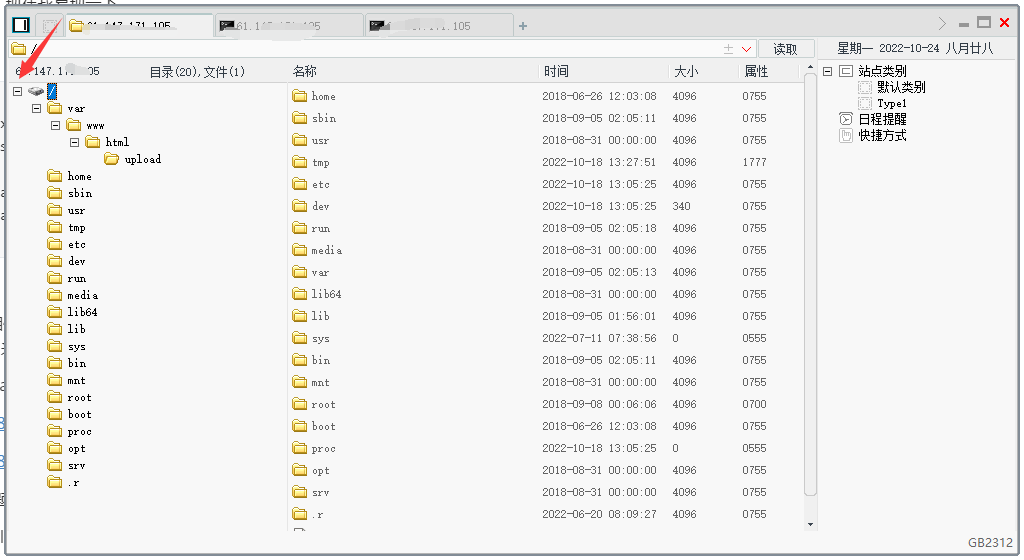 61.147.171.105
61.147.171.105
147.171.105
/
读取
星期一 2022-10-24 八月廿八
目录(20),文件(1)
名称
时间
大小
属性
/
var
www
html
upload
home
sbin
usr
tmp
etc
dev
run
media
lib64
lib
sys
bin
mnt
root
boot
proc
opt
srv
.r
home 2018-06-26 12:03:08 4096 0755
sbin 2018-09-05 02:05:11 4096 0755
usr 2018-08-31 00:00:00 4096 0755
tmp 2022-10-18 13:27:51 4096 1777
etc 2022-10-18 13:05:25 4096 0755
dev 2022-10-18 13:05:25 340 0755
run 2018-09-05 02:05:18 4096 0755
media 2018-08-31 00:00:00 4096 0755
var 2018-09-05 02:05:13 4096 0755
lib64 2018-08-31 00:00:00 4096 0755
lib 2018-09-05 01:56:01 4096 0755
sys 2022-07-11 07:38:56 0 0555
bin 2018-09-05 02:05:11 4096 0755
mnt 2018-08-31 00:00:00 4096 0755
root 2018-09-08 00:06:06 4096 0700
boot 2018-06-26 12:03:08 4096 0755
proc 2022-10-18 13:05:25 0 0555
opt 2018-08-31 00:00:00 4096 0755
srv 2018-08-31 00:00:00 4096 0755
.r 2022-06-20 08:09:27 4096 0755
站点类别
默认类别
Type1
日程提醒
快捷方式
GB2312